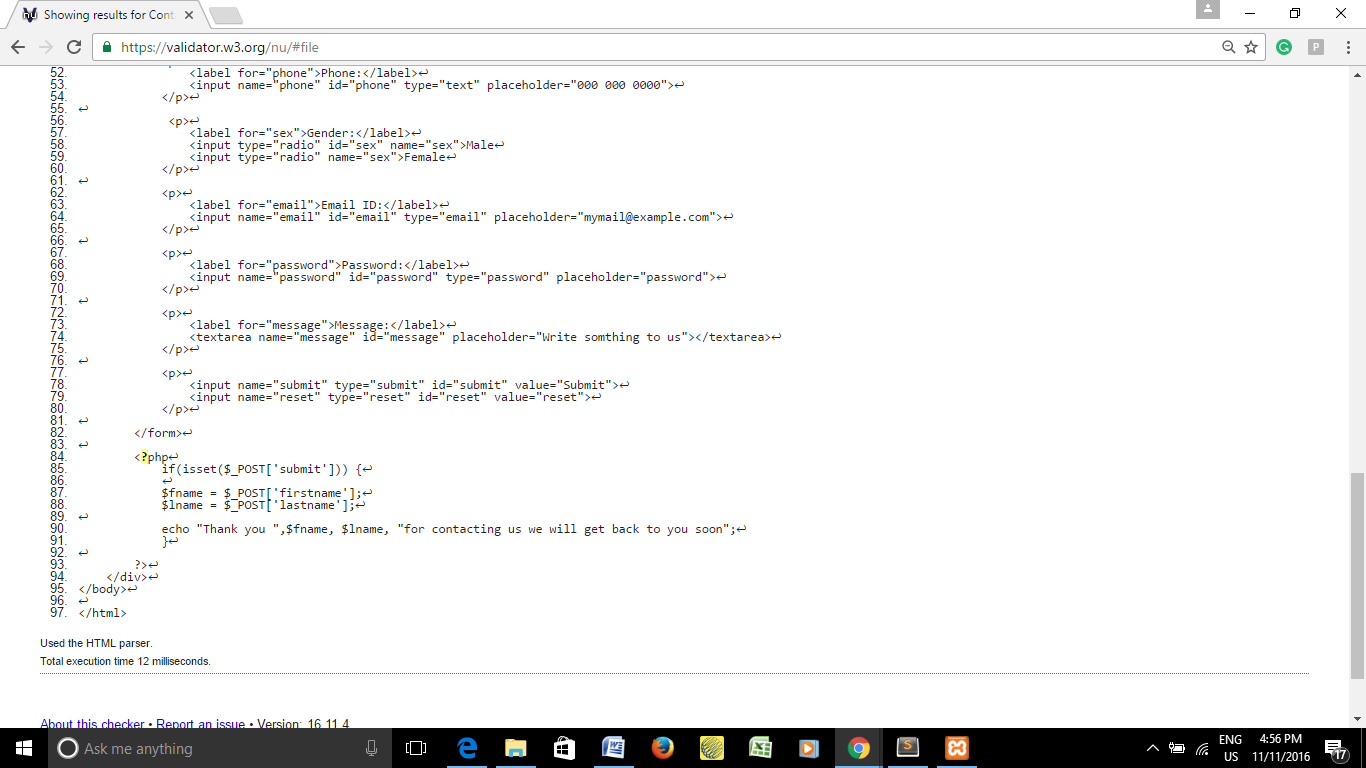 Showing results for Cont
https://validator.w3.org/nu/#file
52. <label for="phone">Phone:</label>↩
53. <input name="phone" id="phone" type="text" placeholder="000 000 0000">↩
54. </p>↩
55. ↩
56. <p>↩
57. <label for="sex">Gender:</label>↩
58. <input type="radio" id="sex" name="sex">Male↩
59. <input type="radio" name="sex">Female↩
60. </p>↩
61. ↩
62. <p>↩
63. <label for="email">Email ID:</label>↩
64. <input name="email" id="email" type="email" placeholder="mymail@example.com">↩
65. </p>↩
66. ↩
67. <p>↩
68. <label for="password">Password:</label>↩
69. <input name="password" id="password" type="password" placeholder="password">↩
70. </p>↩
71. ↩
72. <p>↩
73. <label for="message">Message:</label>↩
74. <textarea name="message" id="message" placeholder="Write somthing to us"></textarea>↩
75. </p>↩
76. ↩
77. <p>↩
78. <input name="submit" type="submit" id="submit" value="Submit">↩
79. <input name="reset" type="reset" id="reset" value="reset">↩
80. </p>↩
81. ↩
82. </form>↩
83. ↩
84. <?php↩
85. if(isset($_POST['submit'])) {↩
86. ↩
87. $fname = $_POST['firstname'];↩
88. $lname = $_POST['lastname'];↩
89. ↩
90. echo "Thank you ",$fname, $lname, "for contacting us we will get back to you soon";↩
91. }↩
92. ↩
93. ?>↩
94. </div>↩
95. </body>↩
96. ↩
97. </html>
Used the HTML parser.
Total execution time 12 milliseconds.
About this checker • Report an issue • Version: 16.11.4
Ask me anything
ENG
US
4:56 PM
11/11/2016
17